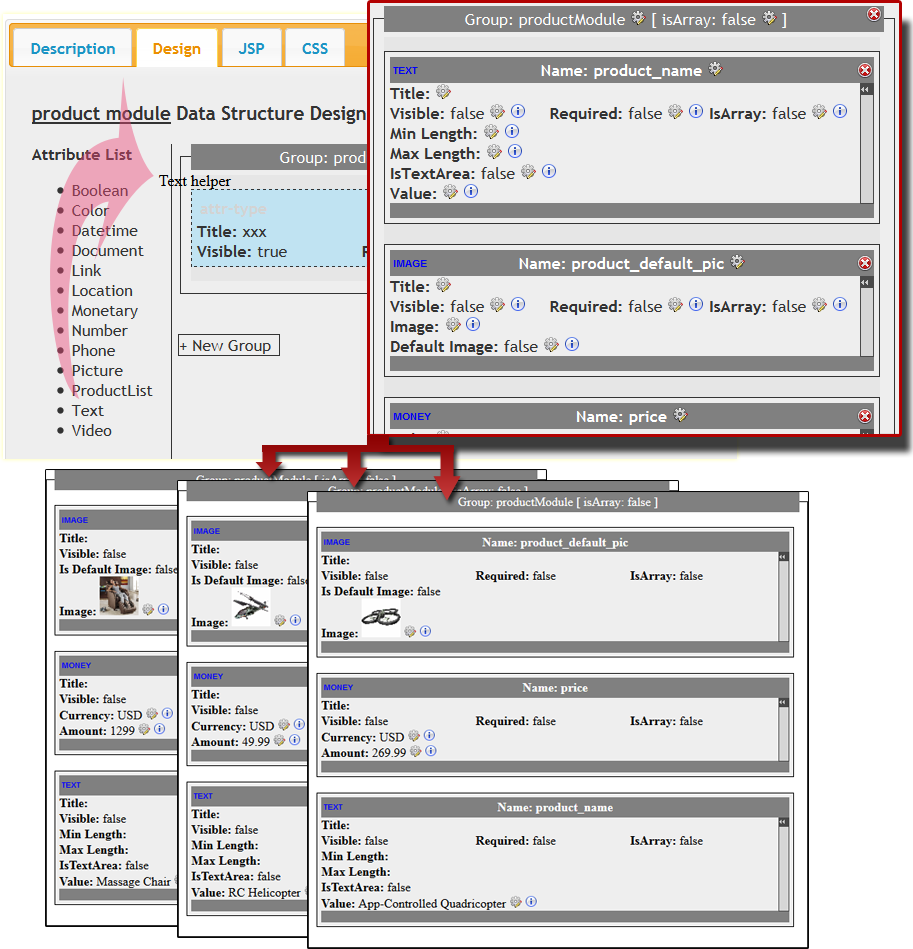 Description Design JSP CSS
product module Data Structure Design
Attribute List
Boolean
Color
Datetime
Document
Link
Location
Monetary
Number
Phone
Picture
ProductList
Text
Video
Group: prod
Text helper
attr-type
Title: xxx
Visible: true
+ New Group
Group: productModule [ isArray: false ]
TEXT Name: product_name
Title:
Visible: false Required: false IsArray: false
Min Length:
Max Length:
IsTextArea: false
Value:
IMAGE Name: product_default_pic
Title:
Visible: false Required: false IsArray: false
Image:
Default Image: false
MONEY Name: price
Group: productModule [ isArray: false ]
IMAGE
Title:
Visible: false
Is Default Image: false
Image:
MONEY
Title:
Visible: false
Currency: USD
Amount: 1299
TEXT
Title:
Visible: false
Min Length:
Max Length:
IsTextArea: false
Value: Massage Chair
Group: productModule [ isArray: false ]
IMAGE
Title:
Visible: false
Is Default Image: false
Image:
MONEY
Title:
Visible: false
Currency: USD
Amount: 49.99
TEXT
Title:
Visible: false
Min Length:
Max Length:
IsTextArea: false
Value: RC Helicopter
Group: productModule [ isArray: false ]
IMAGE Name: product_default_pic
Title:
Visible: false Required: false IsArray: false
Is Default Image: false
Image:
MONEY Name: price
Title:
Visible: false Required: false IsArray: false
Currency: USD
Amount: 269.99
TEXT Name: product_name
Title:
Visible: false Required: false IsArray: false
Min Length:
Max Length:
IsTextArea: false
Value: App-Controlled Quadricopter